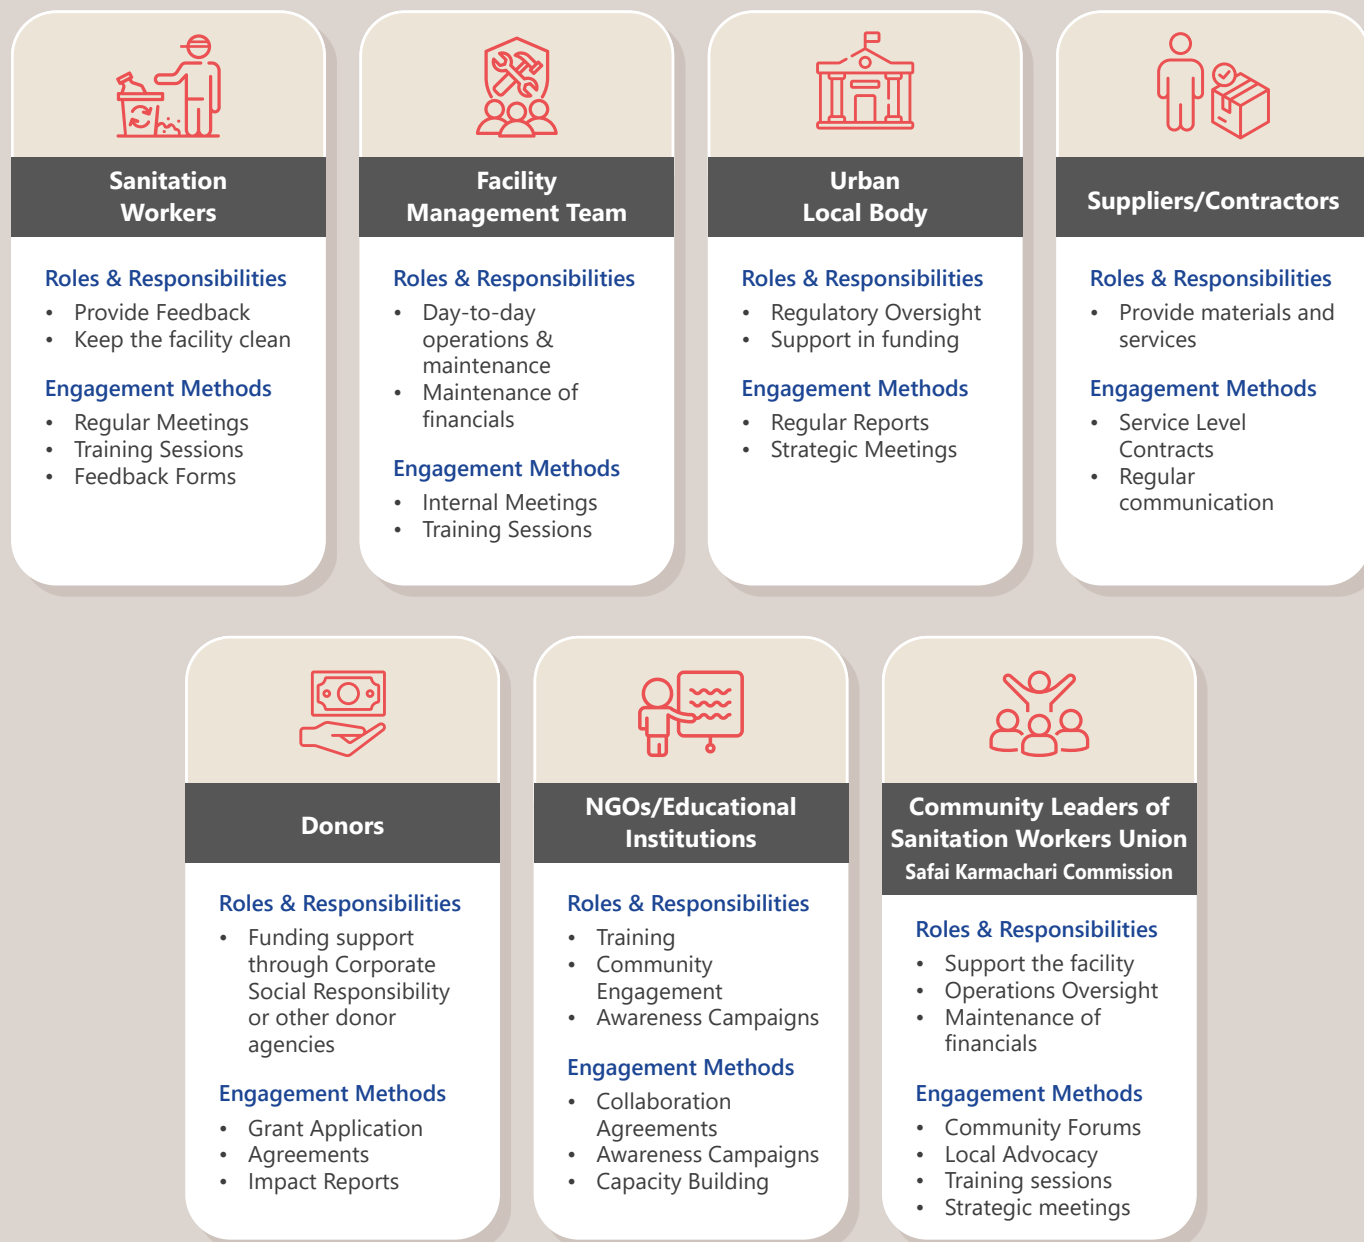 Sanitation
Workers
Roles & Responsibilities
• Provide Feedback
• Keep the facility clean
Engagement Methods
• Regular Meetings
• Training Sessions
• Feedback Forms
Facility
Management Team
Roles & Responsibilities
• Day-to-day
operations &
maintenance
• Maintenance of
financials
Engagement Methods
• Internal Meetings
• Training Sessions
Urban
Local Body
Roles & Responsibilities
• Regulatory Oversight
• Support in funding
Engagement Methods
• Regular Reports
• Strategic Meetings
Suppliers/Contractors
Roles & Responsibilities
• Provide materials and
services
Engagement Methods
• Service Level
Contracts
• Regular
communication
Donors
Roles & Responsibilities
• Funding support
through Corporate
Social Responsibility
or other donor
agencies
Engagement Methods
• Grant Application
• Agreements
• Impact Reports
NGOs/Educational
Institutions
Roles & Responsibilities
• Training
• Community
Engagement
• Awareness Campaigns
Engagement Methods
• Collaboration
Agreements
• Awareness Campaigns
• Capacity Building
Community Leaders of
Sanitation Workers Union
Safai Karmachari Commission
Roles & Responsibilities
• Support the facility
• Operations Oversight
• Maintenance of
financials
Engagement Methods
• Community Forums
• Local Advocacy
• Training sessions
• Strategic meetings